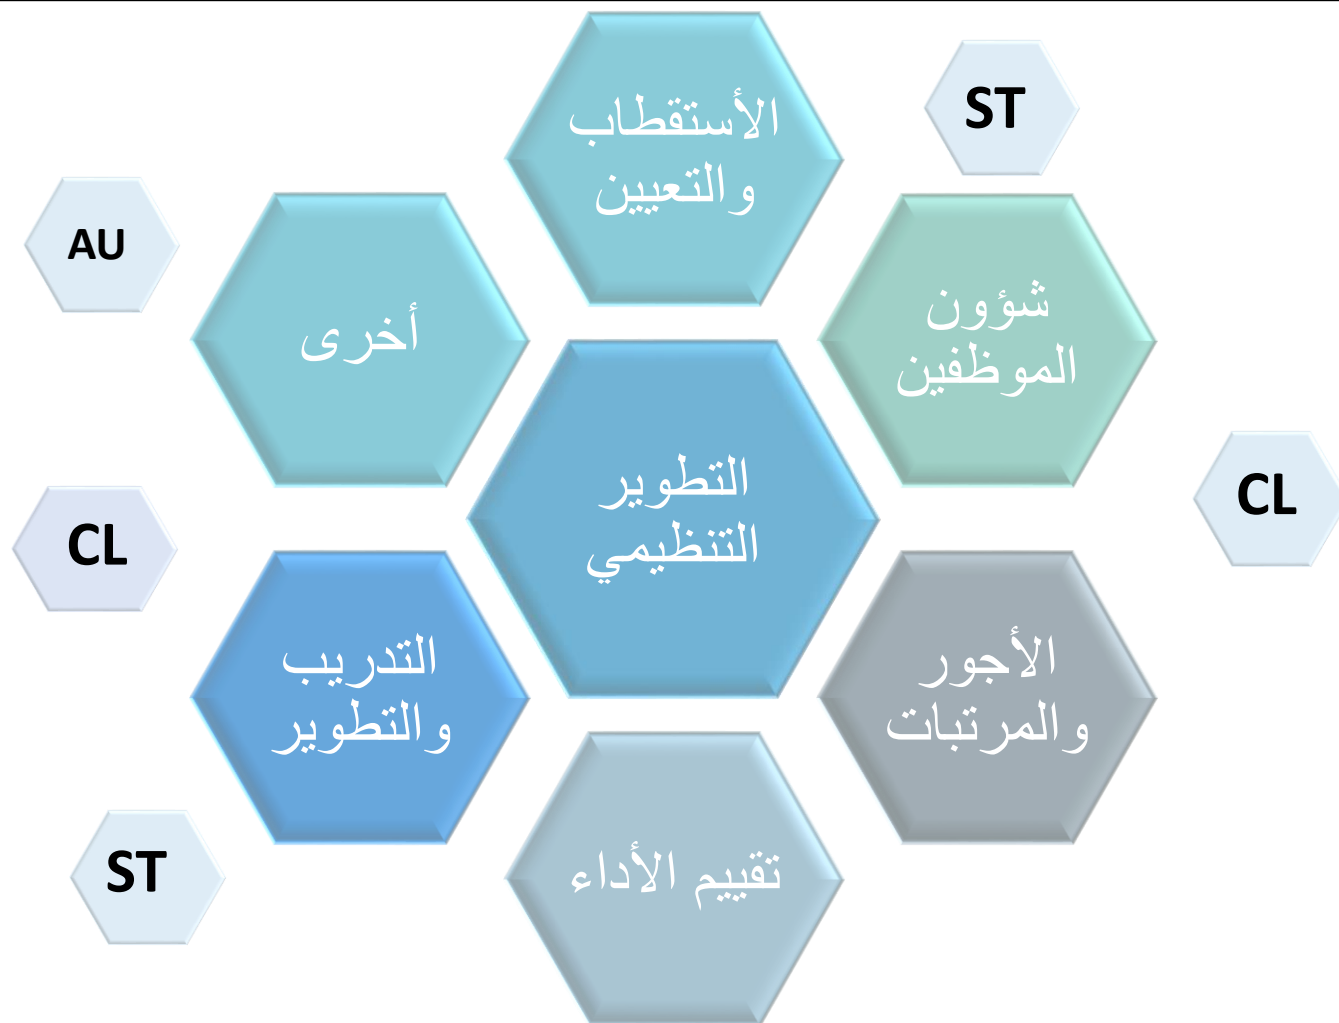 الأستقطاب
والتعيين
ST
AU
شؤون
الموظفين
أخرى
التطوير
التنظيمي
CL
CL
التدريب
والتطوير
الأجور
والمرتبات
تقييم الأداء
ST